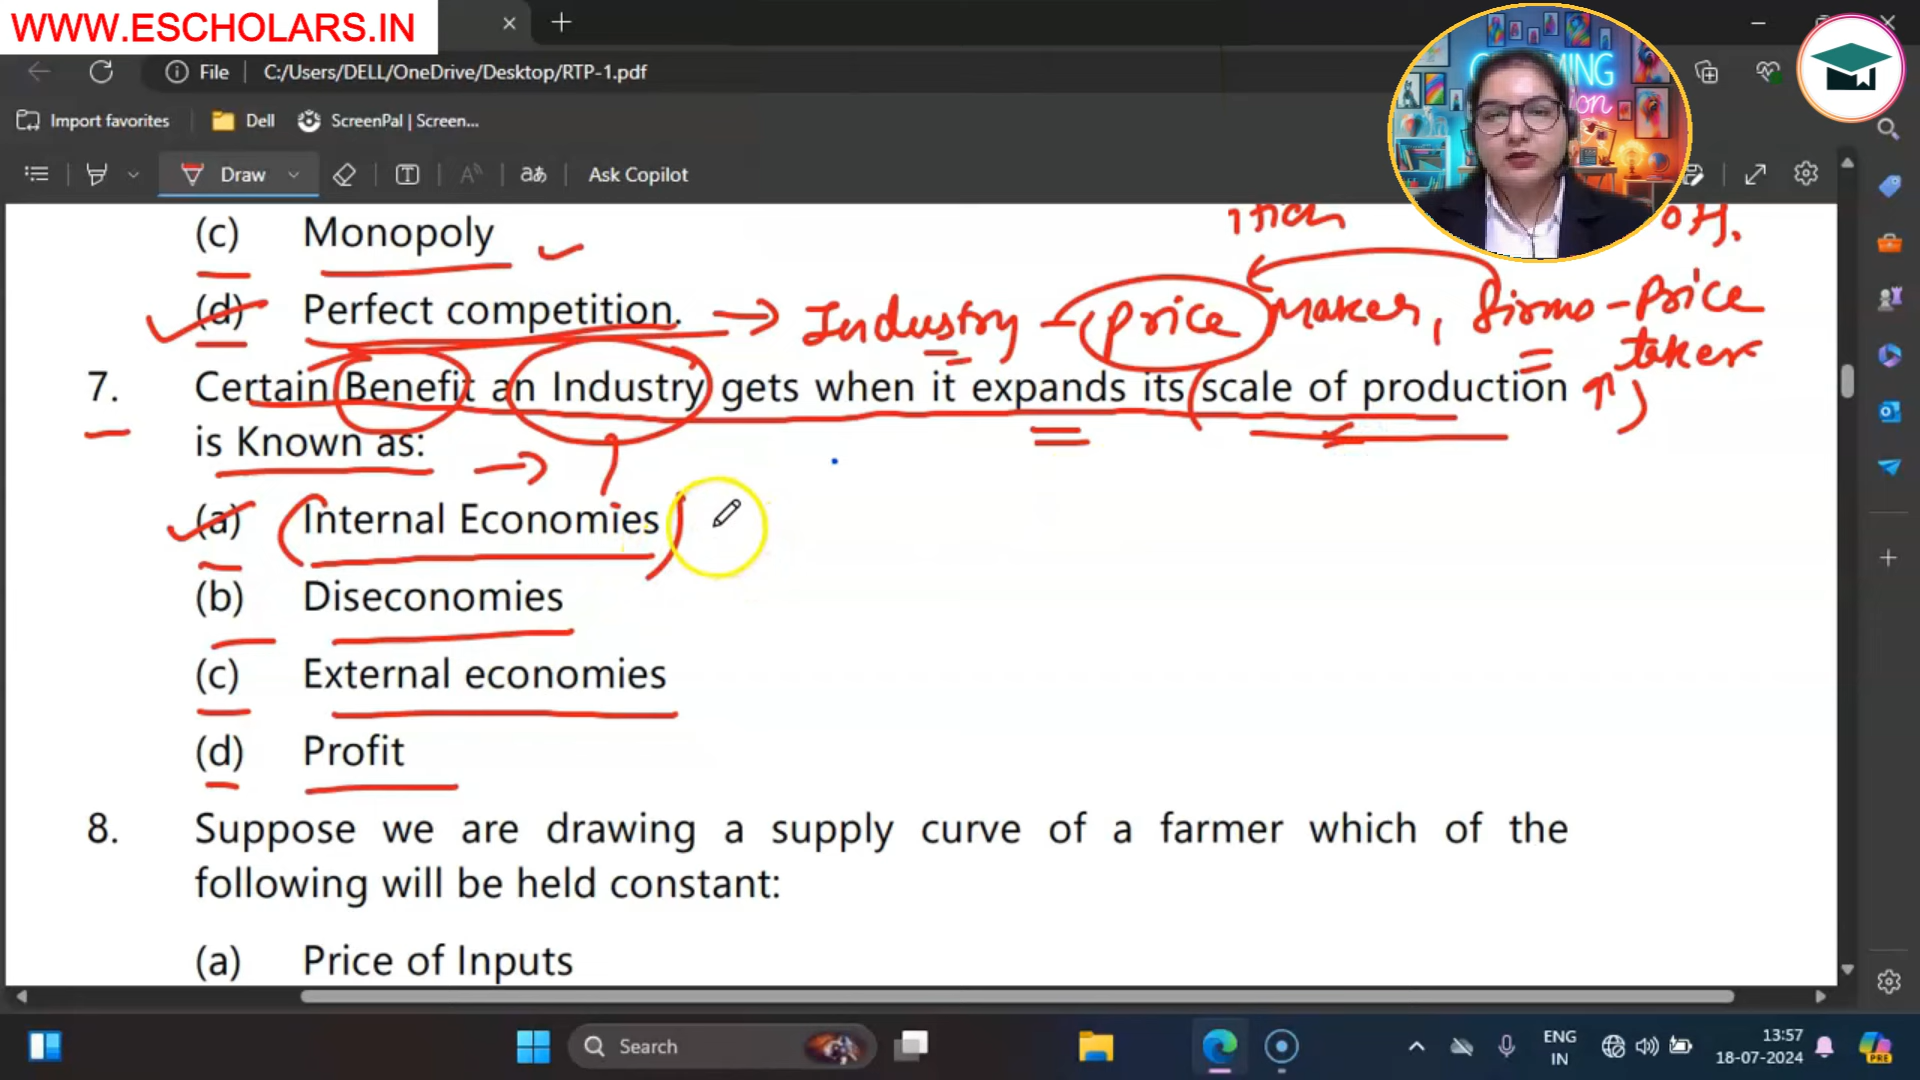 WWW.ESCHOLARS.IN
File C:/Users/DELL/OneDrive/Desktop/RTP-1.pdf
Import favorites Dell ScreenPal | Screen...
Draw Ask Copilot
(c) Monopoly
(d) Perfect competition. → Industry - price Maker, firms - Price
taker
7. Certain Benefit an Industry gets when it expands its scale of production ↑
is Known as: →
(a) Internal Economies
(b) Diseconomies
(c) External economies
(d) Profit
8. Suppose we are drawing a supply curve of a farmer which of the
following will be held constant:
(a) Price of Inputs
Search
ENG
IN
13:57
18-07-2024
PRE